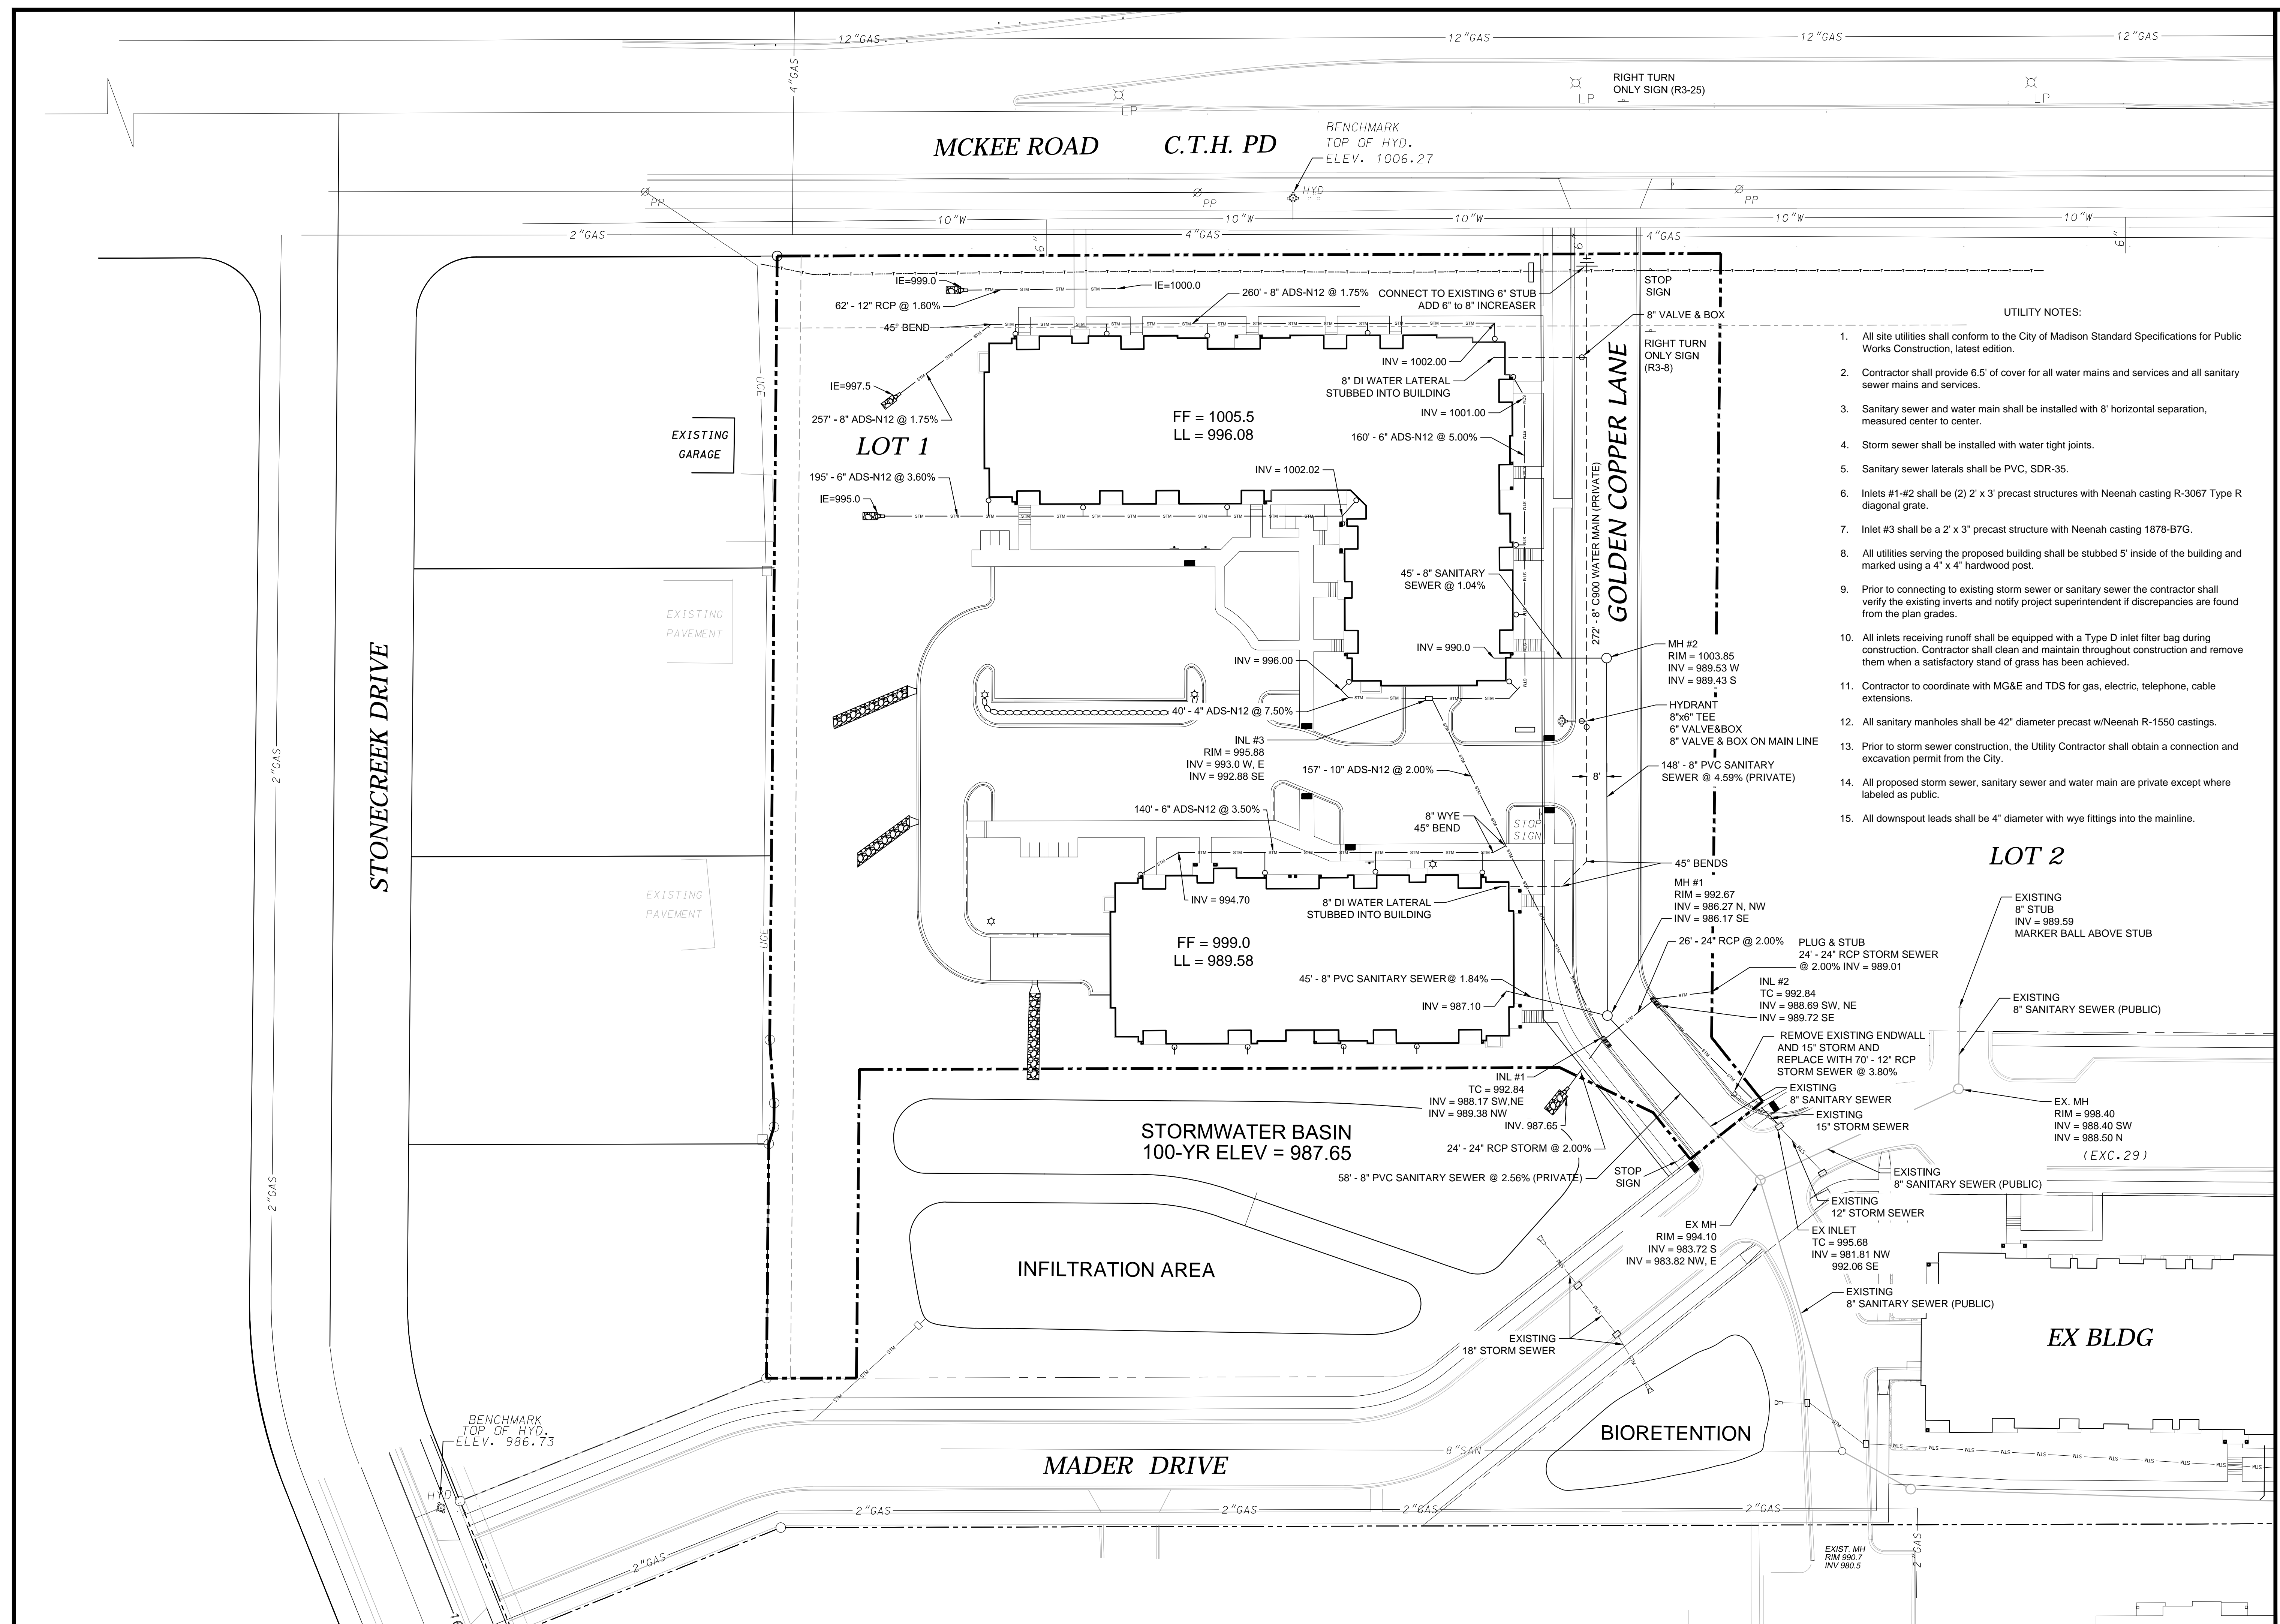 12"GAS
12"GAS
12"GAS
12"GAS
4"GAS
RIGHT TURN
ONLY SIGN (R3-25)
LP
LP
LP
MCKEE ROAD C.T.H. PD
BENCHMARK
TOP OF HYD.
ELEV. 1006.27
HYD
PP
PP
PP
10"W
10"W
10"W
10"W
10"W
2"GAS
4"GAS
4"GAS
6"
6"
6"
IE=999.0
IE=1000.0
62' - 12" RCP @ 1.60%
260' - 8" ADS-N12 @ 1.75%
CONNECT TO EXISTING 6" STUB
ADD 6" to 8" INCREASER
STOP
SIGN
45° BEND
8" VALVE & BOX
RIGHT TURN
ONLY SIGN
(R3-8)
INV = 1002.00
8" DI WATER LATERAL
STUBBED INTO BUILDING
IE=997.5
257' - 8" ADS-N12 @ 1.75%
UGE
FF = 1005.5
LL = 996.08
INV = 1001.00
160' - 6" ADS-N12 @ 5.00%
EXISTING
GARAGE
LOT 1
195' - 6" ADS-N12 @ 3.60%
INV = 1002.02
IE=995.0
272' - 8" C900 WATER MAIN (PRIVATE)
GOLDEN COPPER LANE
45' - 8" SANITARY
SEWER @ 1.04%
EXISTING
PAVEMENT
STONECREEK DRIVE
2"GAS
INV = 990.0
MH #2
RIM = 1003.85
INV = 989.53 W
INV = 989.43 S
INV = 996.00
40' - 4" ADS-N12 @ 7.50%
HYDRANT
8"x6" TEE
6" VALVE&BOX
8" VALVE & BOX ON MAIN LINE
INL #3
RIM = 995.88
INV = 993.0 W, E
INV = 992.88 SE
157' - 10" ADS-N12 @ 2.00%
8'
148' - 8" PVC SANITARY
SEWER @ 4.59% (PRIVATE)
140' - 6" ADS-N12 @ 3.50%
8" WYE
45° BEND
STOP
SIGN
45° BENDS
EXISTING
PAVEMENT
UGE
INV = 994.70
8" DI WATER LATERAL
STUBBED INTO BUILDING
MH #1
RIM = 992.67
INV = 986.27 N, NW
INV = 986.17 SE
FF = 999.0
LL = 989.58
26' - 24" RCP @ 2.00%
PLUG & STUB
24' - 24" RCP STORM SEWER
@ 2.00% INV = 989.01
45' - 8" PVC SANITARY SEWER@ 1.84%
INV = 987.10
INL #2
TC = 992.84
INV = 988.69 SW, NE
INV = 989.72 SE
REMOVE EXISTING ENDWALL
AND 15" STORM AND
REPLACE WITH 70' - 12" RCP
STORM SEWER @ 3.80%
UTILITY NOTES:
1. All site utilities shall conform to the City of Madison Standard Specifications for Public
Works Construction, latest edition.
2. Contractor shall provide 6.5' of cover for all water mains and services and all sanitary
sewer mains and services.
3. Sanitary sewer and water main shall be installed with 8' horizontal separation,
measured center to center.
4. Storm sewer shall be installed with water tight joints.
5. Sanitary sewer laterals shall be PVC, SDR-35.
6. Inlets #1-#2 shall be (2) 2' x 3' precast structures with Neenah casting R-3067 Type R
diagonal grate.
7. Inlet #3 shall be a 2' x 3" precast structure with Neenah casting 1878-B7G.
8. All utilities serving the proposed building shall be stubbed 5' inside of the building and
marked using a 4" x 4" hardwood post.
9. Prior to connecting to existing storm sewer or sanitary sewer the contractor shall
verify the existing inverts and notify project superintendent if discrepancies are found
from the plan grades.
10. All inlets receiving runoff shall be equipped with a Type D inlet filter bag during
construction. Contractor shall clean and maintain throughout construction and remove
them when a satisfactory stand of grass has been achieved.
11. Contractor to coordinate with MG&E and TDS for gas, electric, telephone, cable
extensions.
12. All sanitary manholes shall be 42" diameter precast w/Neenah R-1550 castings.
13. Prior to storm sewer construction, the Utility Contractor shall obtain a connection and
excavation permit from the City.
14. All proposed storm sewer, sanitary sewer and water main are private except where
labeled as public.
15. All downspout leads shall be 4" diameter with wye fittings into the mainline.
LOT 2
EXISTING
8" STUB
INV = 989.59
MARKER BALL ABOVE STUB
EXISTING
8" SANITARY SEWER (PUBLIC)
INL #1
TC = 992.84
INV = 988.17 SW,NE
INV = 989.38 NW
INV. 987.65
24' - 24" RCP STORM @ 2.00%
58' - 8" PVC SANITARY SEWER @ 2.56% (PRIVATE)
STOP
SIGN
EXISTING
8" SANITARY SEWER
EXISTING
15" STORM SEWER
EX. MH
RIM = 998.40
INV = 988.40 SW
INV = 988.50 N
(EXC.29)
EXISTING
8" SANITARY SEWER (PUBLIC)
EXISTING
12" STORM SEWER
EX MH
RIM = 994.10
INV = 983.72 S
INV = 983.82 NW, E
EX INLET
TC = 995.68
INV = 981.81 NW
992.06 SE
EXISTING
8" SANITARY SEWER (PUBLIC)
STORMWATER BASIN
100-YR ELEV = 987.65
INFILTRATION AREA
2"GAS
EXISTING
18" STORM SEWER
EX BLDG
BIORETENTION
BENCHMARK
TOP OF HYD.
ELEV. 986.73
HYD
8"SAN
MADER DRIVE
2"GAS
2"GAS
2"GAS
2"GAS
2"GAS
2"GAS
EXIST. MH
RIM 990.7
INV 980.5